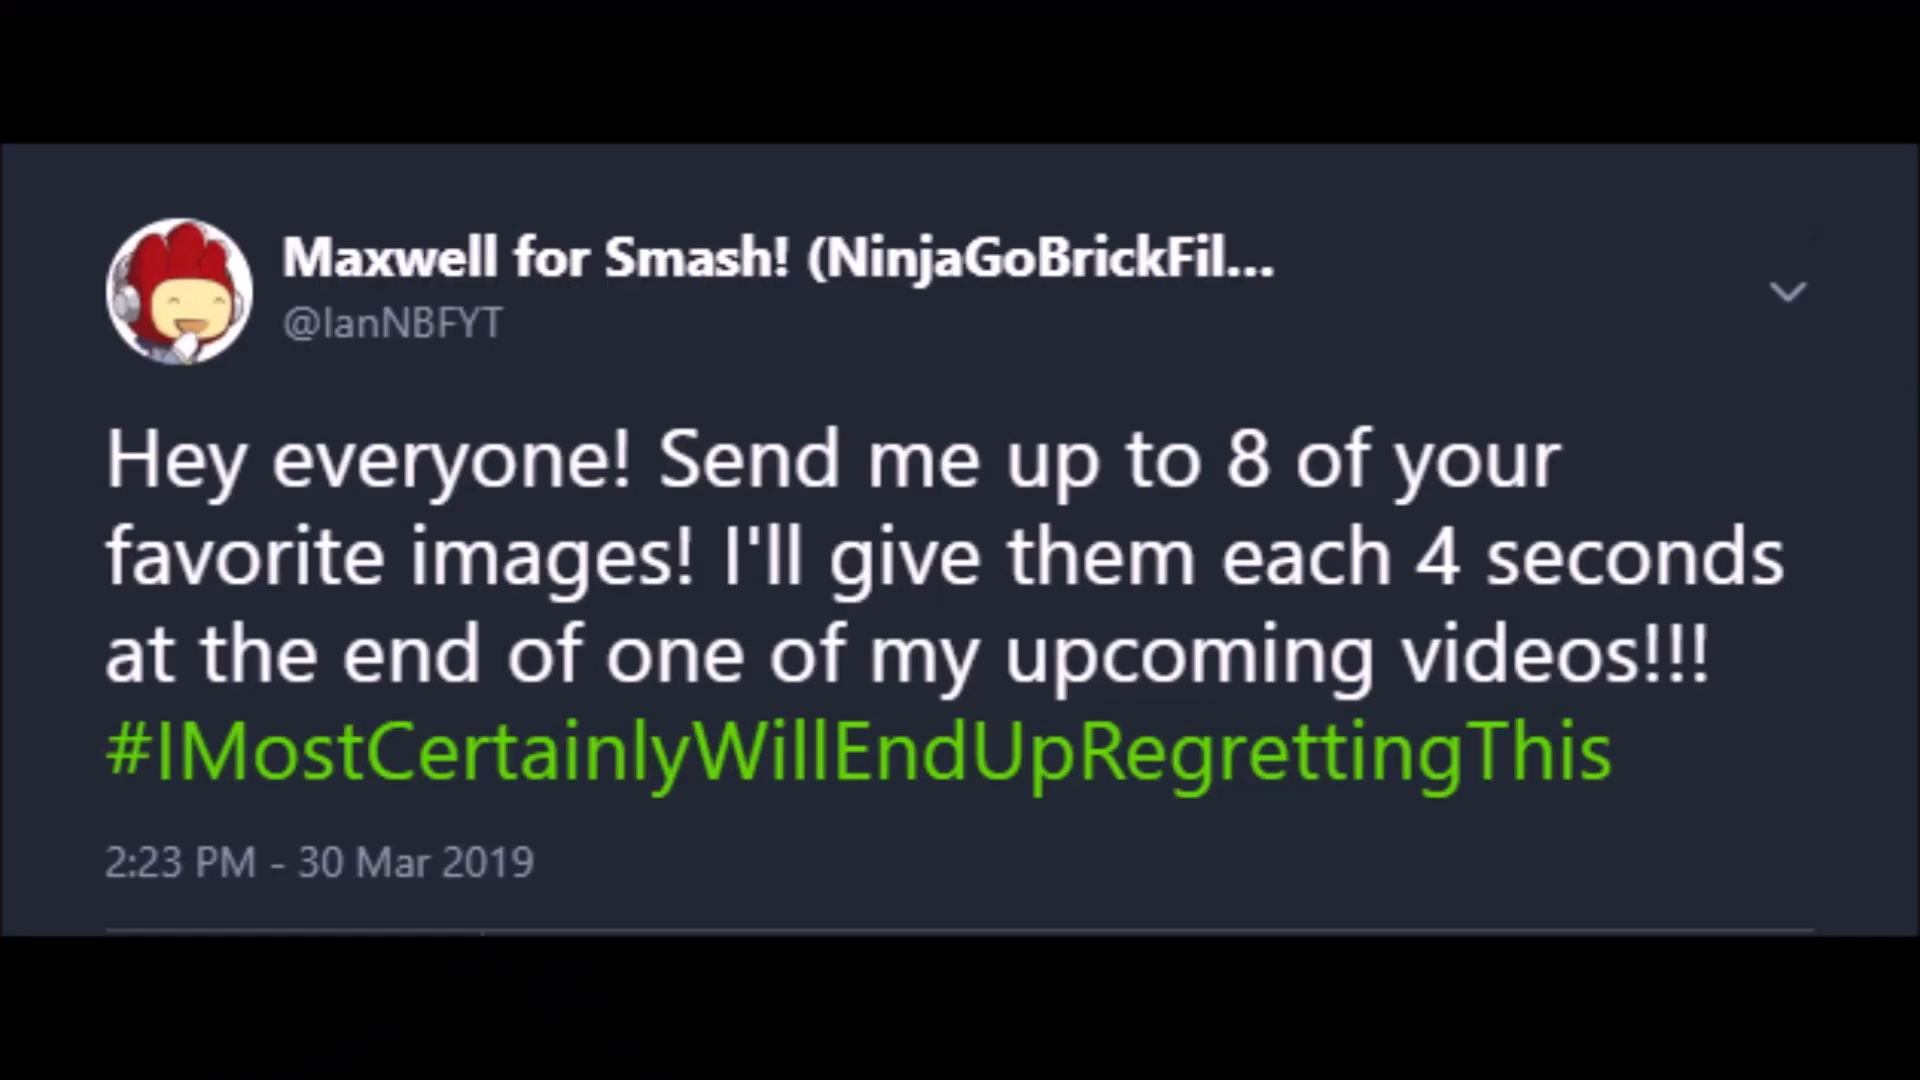 Maxwell for Smash! (NinjaGoBrickFil...
@IanNBFYT
Hey everyone! Send me up to 8 of your
favorite images! I'll give them each 4 seconds
at the end of one of my upcoming videos!!!
#IMostCertainlyWillEndUpRegrettingThis
2:23 PM - 30 Mar 2019